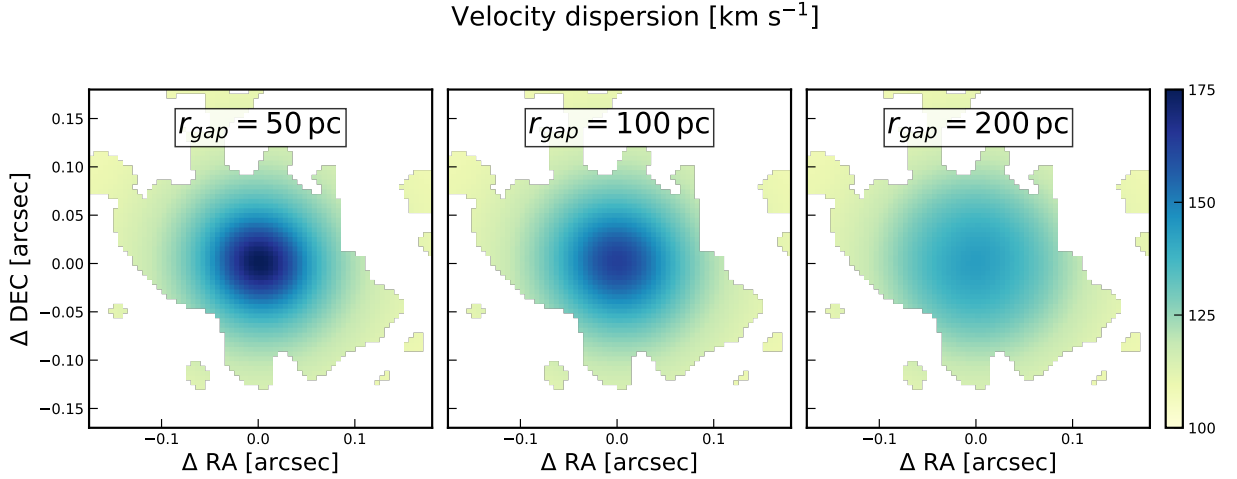 Velocity dispersion [km s⁻¹]
r_gap = 50 pc
r_gap = 100 pc
r_gap = 200 pc
0.15
0.10
0.05
0.00
−0.05
−0.10
−0.15
Δ DEC [arcsec]
−0.1 0.0 0.1
−0.1 0.0 0.1
−0.1 0.0 0.1
Δ RA [arcsec]
Δ RA [arcsec]
Δ RA [arcsec]
175
150
125
100